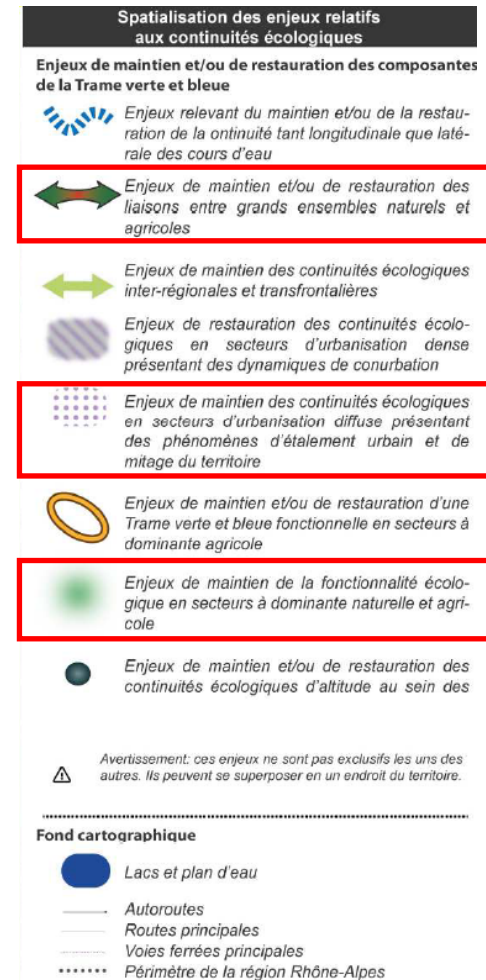 Spatialisation des enjeux relatifs
aux continuités écologiques
Enjeux de maintien et/ou de restauration des composantes
de la Trame verte et bleue
Enjeux relevant du maintien et/ou de la restau-
ration de la ontinuité tant longitudinale que laté-
rale des cours d'eau
Enjeux de maintien et/ou de restauration des
liaisons entre grands ensembles naturels et
agricoles
Enjeux de maintien des continuités écologiques
inter-régionales et transfrontalières
Enjeux de restauration des continuités écolo-
giques en secteurs d'urbanisation dense
présentant des dynamiques de conurbation
Enjeux de maintien des continuités écologiques
en secteurs d'urbanisation diffuse présentant
des phénomènes d'étalement urbain et de
mitage du territoire
Enjeux de maintien et/ou de restauration d'une
Trame verte et bleue fonctionnelle en secteurs à
dominante agricole
Enjeux de maintien de la fonctionnalité écolo-
gique en secteurs à dominante naturelle et agri-
cole
Enjeux de maintien et/ou de restauration des
continuités écologiques d'altitude au sein des
Avertissement: ces enjeux ne sont pas exclusifs les uns des
autres. Ils peuvent se superposer en un endroit du territoire.
Fond cartographique
Lacs et plan d'eau
Autoroutes
Routes principales
Voies ferrées principales
Périmètre de la région Rhône-Alpes